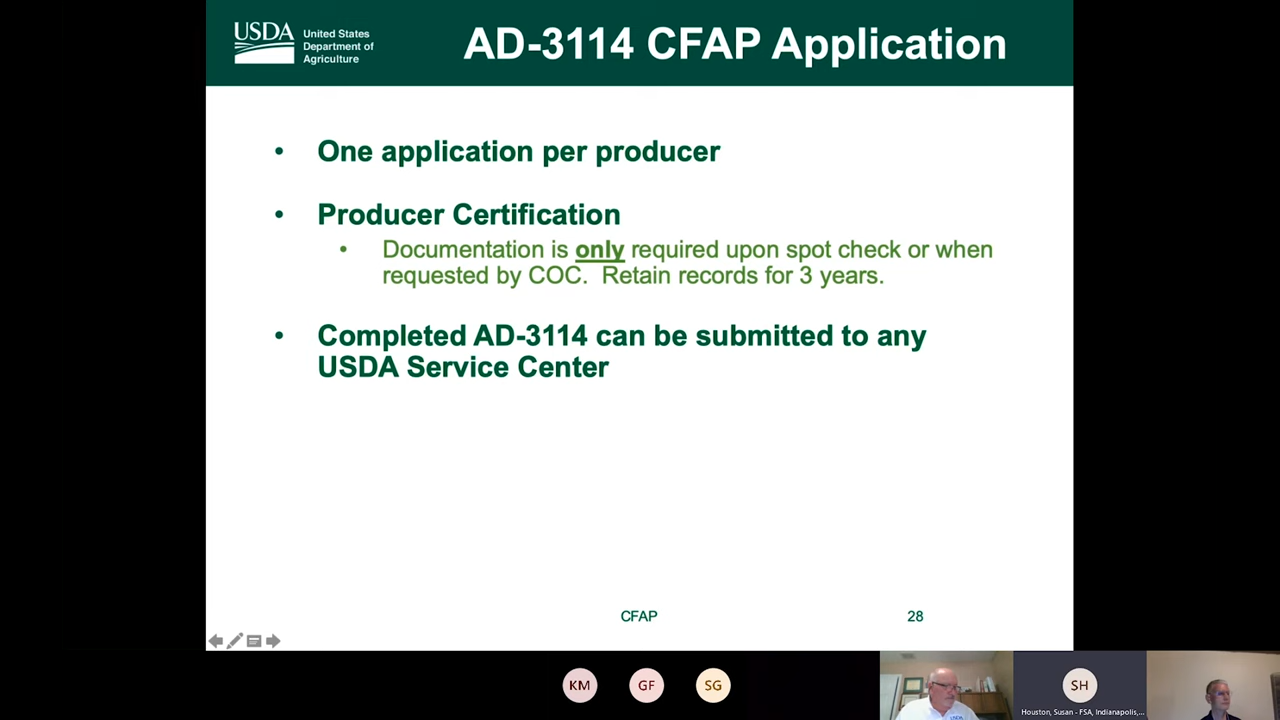 USDA
United States
Department of
Agriculture
AD-3114 CFAP Application
• One application per producer
• Producer Certification
• Documentation is only required upon spot check or when
requested by COC. Retain records for 3 years.
• Completed AD-3114 can be submitted to any
USDA Service Center
CFAP
28
KM
GF
SG
SH
Houston, Susan - FSA, Indianapolis,...